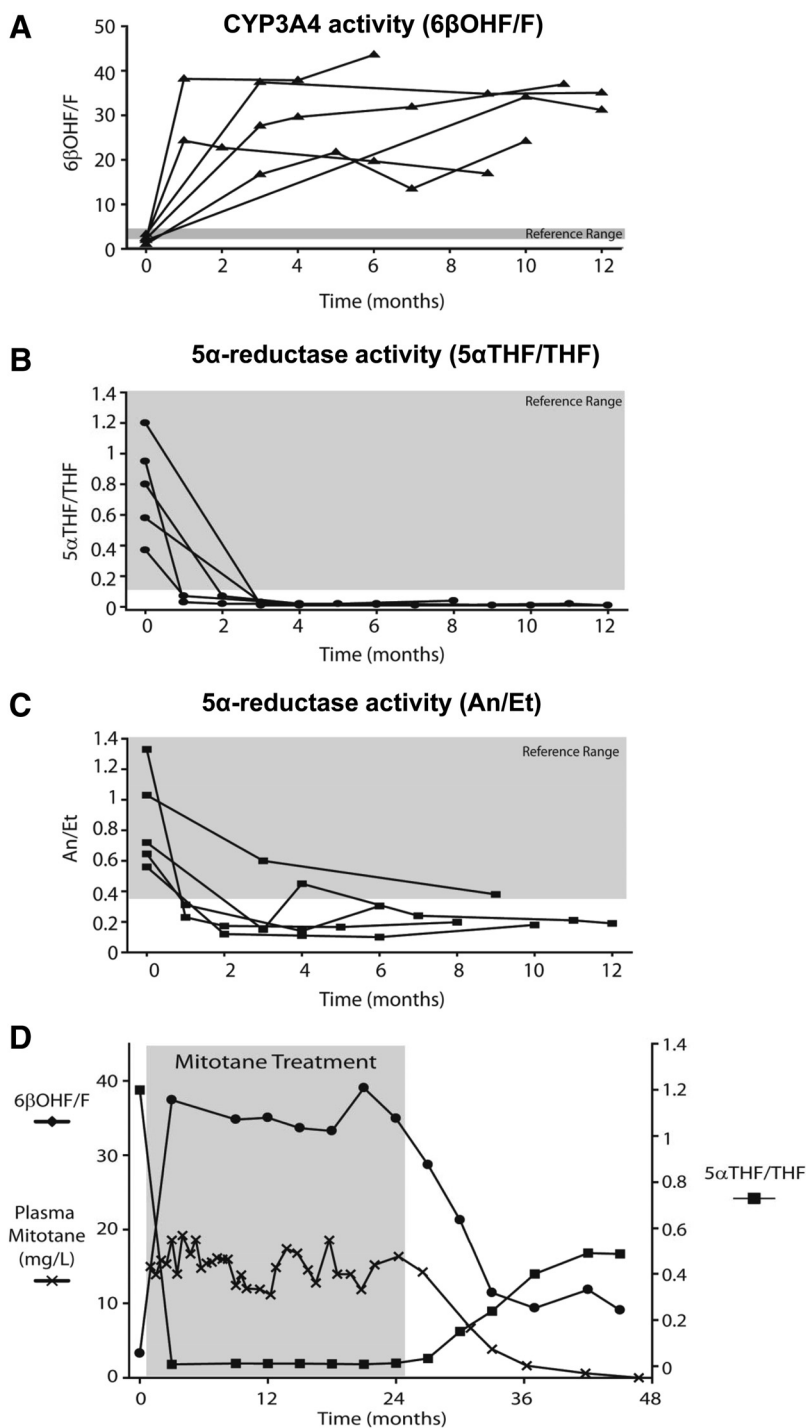 A
CYP3A4 activity (6βOHF/F)
50
40
30
20
10
0
6βOHF/F
Reference Range
0 2 4 6 8 10 12
Time (months)
B
5α-reductase activity (5αTHF/THF)
1.4
1.2
1
0.8
0.6
0.4
0.2
0
5αTHF/THF
Reference Range
0 2 4 6 8 10 12
Time (months)
C
5α-reductase activity (An/Et)
1.4
1.2
1
0.8
0.6
0.4
0.2
0
An/Et
Reference Range
0 2 4 6 8 10 12
Time (months)
D
Mitotane Treatment
6βOHF/F
Plasma
Mitotane
(mg/L)
40
30
20
10
0
1.4
1.2
1
0.8
0.6
0.4
0.2
0
5αTHF/THF
0 12 24 36 48
Time (months)